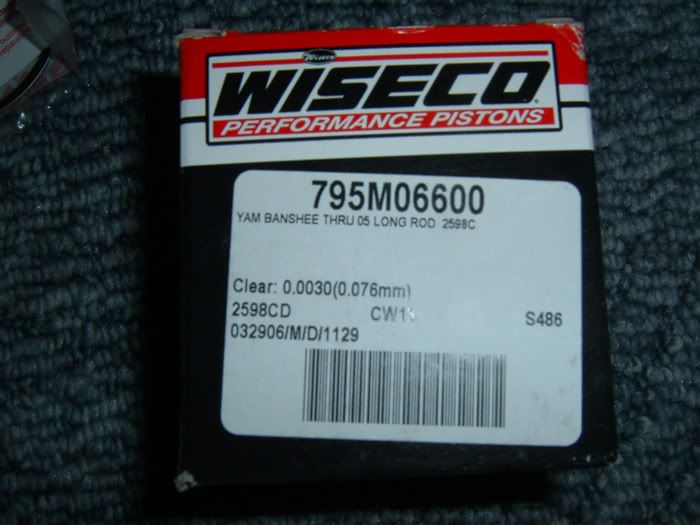 Wiseco
WISECO
PERFORMANCE PISTONS
795M06600
YAM BANSHEE THRU 05 LONG ROD 2598C
Clear: 0.0030(0.076mm)
2598CD
S486
032906/M/D/1129